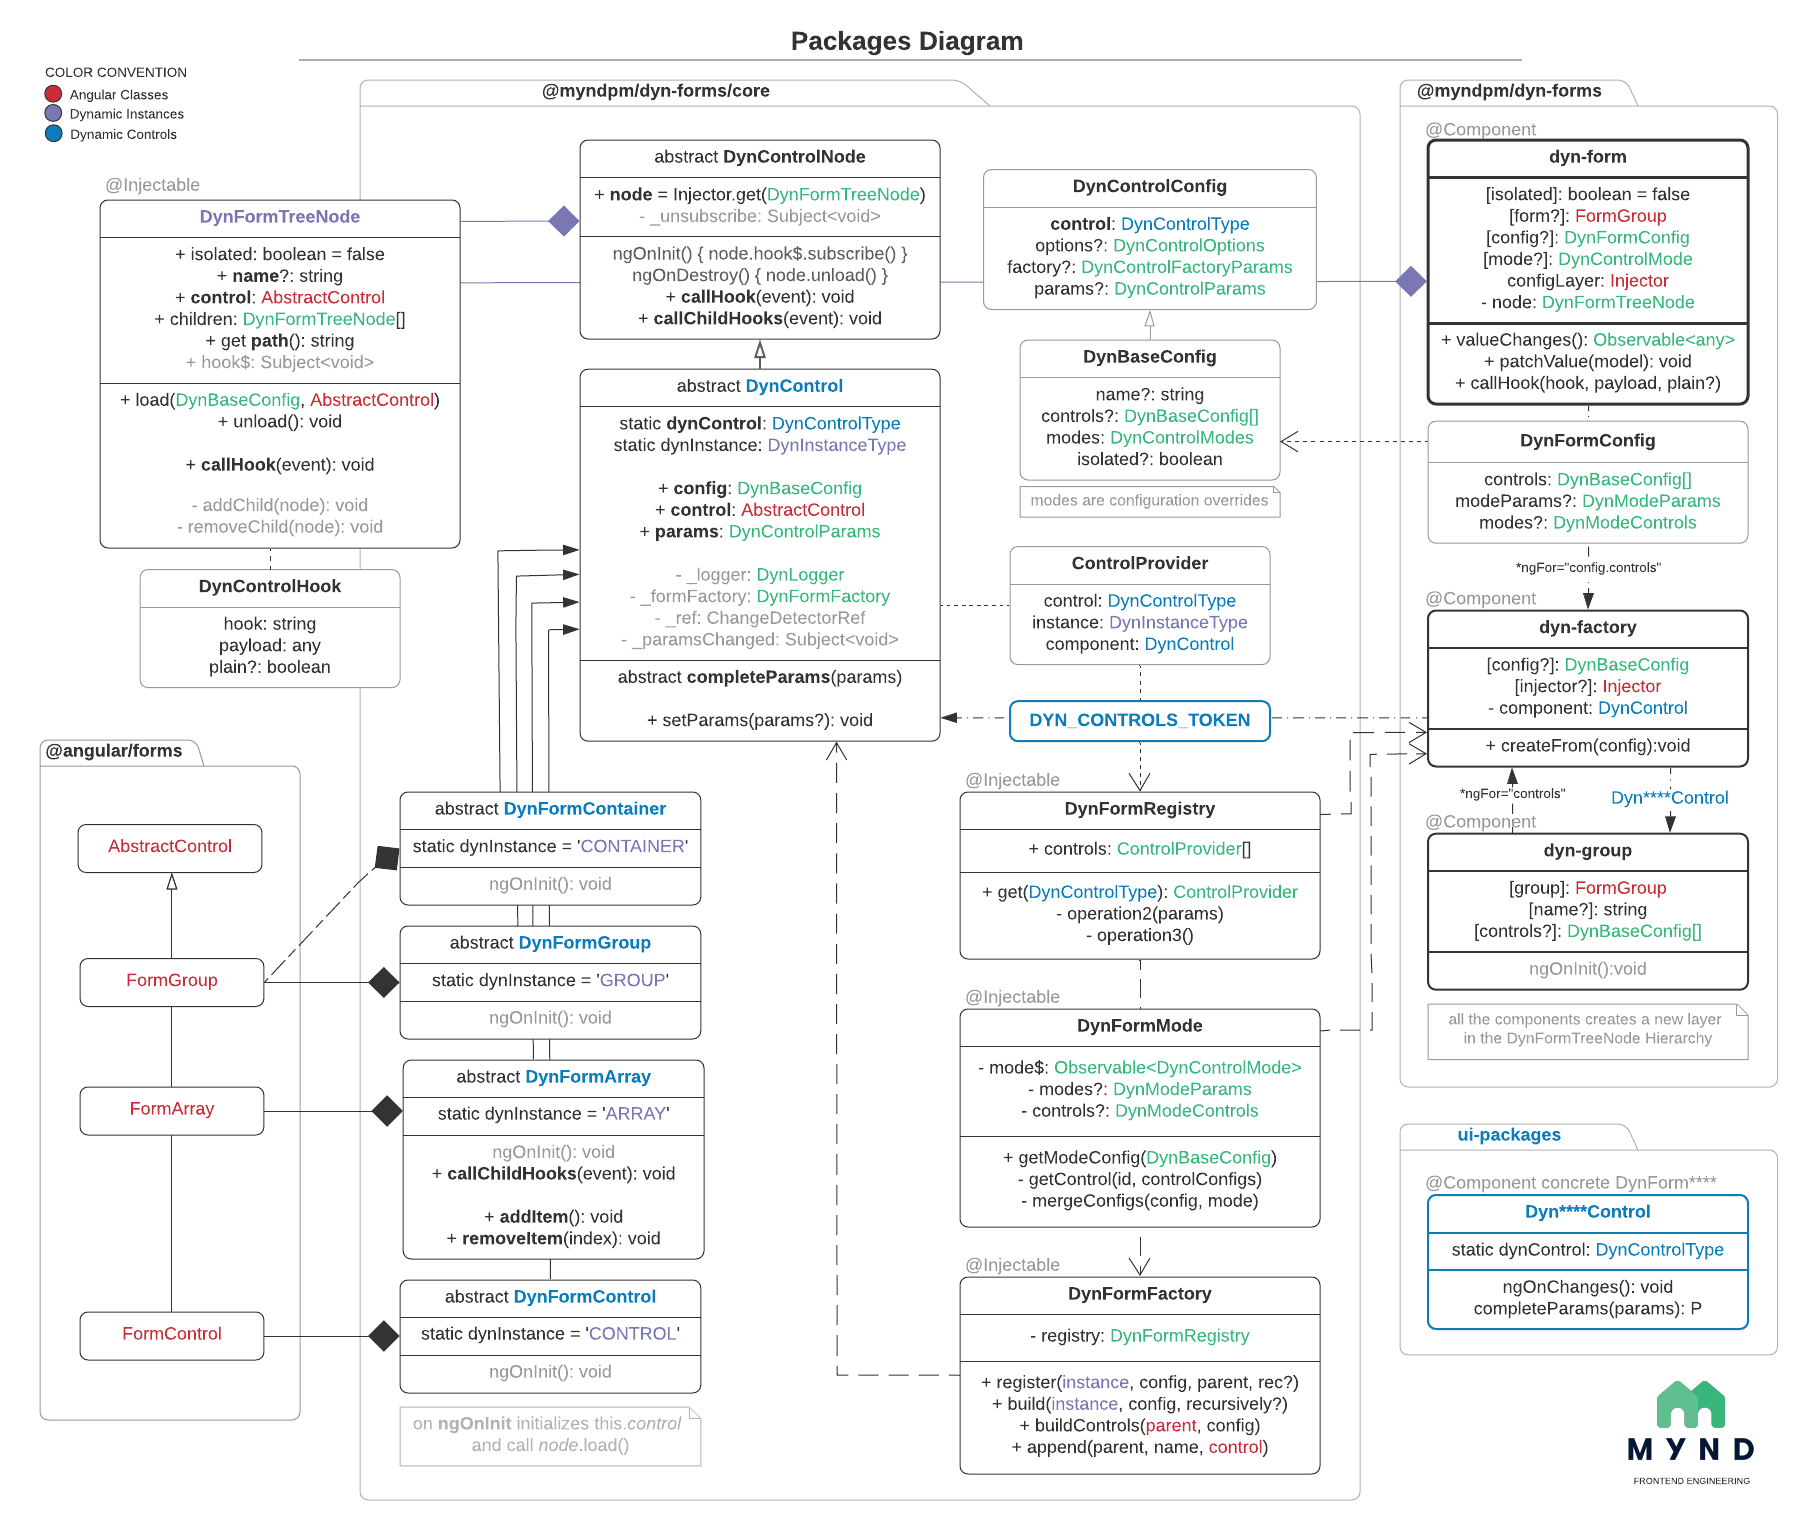 Packages Diagram
COLOR CONVENTION
Angular Classes
Dynamic Instances
Dynamic Controls
@Injectable
DynFormTreeNode
+ isolated: boolean = false
+ name?: string
+ control: AbstractControl
+ children: DynFormTreeNode[]
+ get path(): string
+ hook$: Subject<void>
+ load(DynBaseConfig, AbstractControl)
+ unload(): void
+ callHook(event): void
- addChild(node): void
- removeChild(node): void
DynControlHook
hook: string
payload: any
plain?: boolean
@angular/forms
AbstractControl
FormGroup
FormArray
FormControl
@myndpm/dyn-forms/core
abstract DynControlNode
+ node = Injector.get(DynFormTreeNode)
- _unsubscribe: Subject<void>
ngOnInit() { node.hook$.subscribe() }
ngOnDestroy() { node.unload() }
+ callHook(event): void
+ callChildHooks(event): void
abstract DynControl
static dynControl: DynControlType
static dynInstance: DynInstanceType
+ config: DynBaseConfig
+ control: AbstractControl
+ params: DynControlParams
- _logger: DynLogger
- _formFactory: DynFormFactory
- _ref: ChangeDetectorRef
- _paramsChanged: Subject<void>
abstract completeParams(params)
+ setParams(params?): void
abstract DynFormContainer
static dynInstance = 'CONTAINER'
ngOnInit(): void
abstract DynFormGroup
static dynInstance = 'GROUP'
ngOnInit(): void
abstract DynFormArray
static dynInstance = 'ARRAY'
ngOnInit(): void
+ callChildHooks(event): void
+ addItem(): void
+ removeItem(index): void
abstract DynFormControl
static dynInstance = 'CONTROL'
ngOnInit(): void
on ngOnInit initializes this.control
and call node.load()
DynControlConfig
control: DynControlType
options?: DynControlOptions
factory?: DynControlFactoryParams
params?: DynControlParams
DynBaseConfig
name?: string
controls?: DynBaseConfig[]
modes: DynControlModes
isolated?: boolean
modes are configuration overrides
ControlProvider
control: DynControlType
instance: DynInstanceType
component: DynControl
DYN_CONTROLS_TOKEN
@Injectable
DynFormRegistry
+ controls: ControlProvider[]
+ get(DynControlType): ControlProvider
- operation2(params)
- operation3()
@Injectable
DynFormMode
- mode$: Observable<DynControlMode>
- modes?: DynModeParams
- controls?: DynModeControls
+ getModeConfig(DynBaseConfig)
- getControl(id, controlConfigs)
- mergeConfigs(config, mode)
@Injectable
DynFormFactory
- registry: DynFormRegistry
+ register(instance, config, parent, rec?)
+ build(instance, config, recursively?)
+ buildControls(parent, config)
+ append(parent, name, control)
@myndpm/dyn-forms
@Component
dyn-form
[isolated]: boolean = false
[form?]: FormGroup
[config?]: DynFormConfig
[mode?]: DynControlMode
configLayer: Injector
- node: DynFormTreeNode
+ valueChanges(): Observable<any>
+ patchValue(model): void
+ callHook(hook, payload, plain?)
DynFormConfig
controls: DynBaseConfig[]
modeParams?: DynModeParams
modes?: DynModeControls
*ngFor="config.controls"
@Component
dyn-factory
[config?]: DynBaseConfig
[injector?]: Injector
- component: DynControl
+ createFrom(config):void
*ngFor="controls"
Dyn****Control
@Component
dyn-group
[group]: FormGroup
[name?]: string
[controls?]: DynBaseConfig[]
ngOnInit():void
all the components creates a new layer
in the DynFormTreeNode Hierarchy
ui-packages
@Component concrete DynForm****
Dyn****Control
static dynControl: DynControlType
ngOnChanges(): void
completeParams(params): P
MYND
FRONTEND ENGINEERING